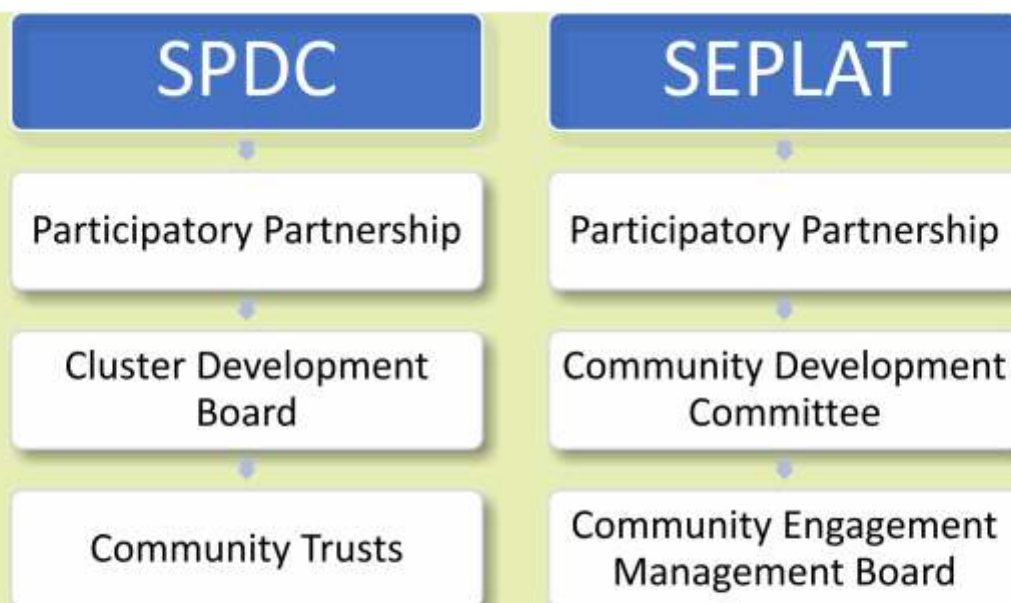 SPDC
Participatory Partnership
Cluster Development
Board
Community Trusts
SEPLAT
Participatory Partnership
Community Development
Committee
Community Engagement
Management Board